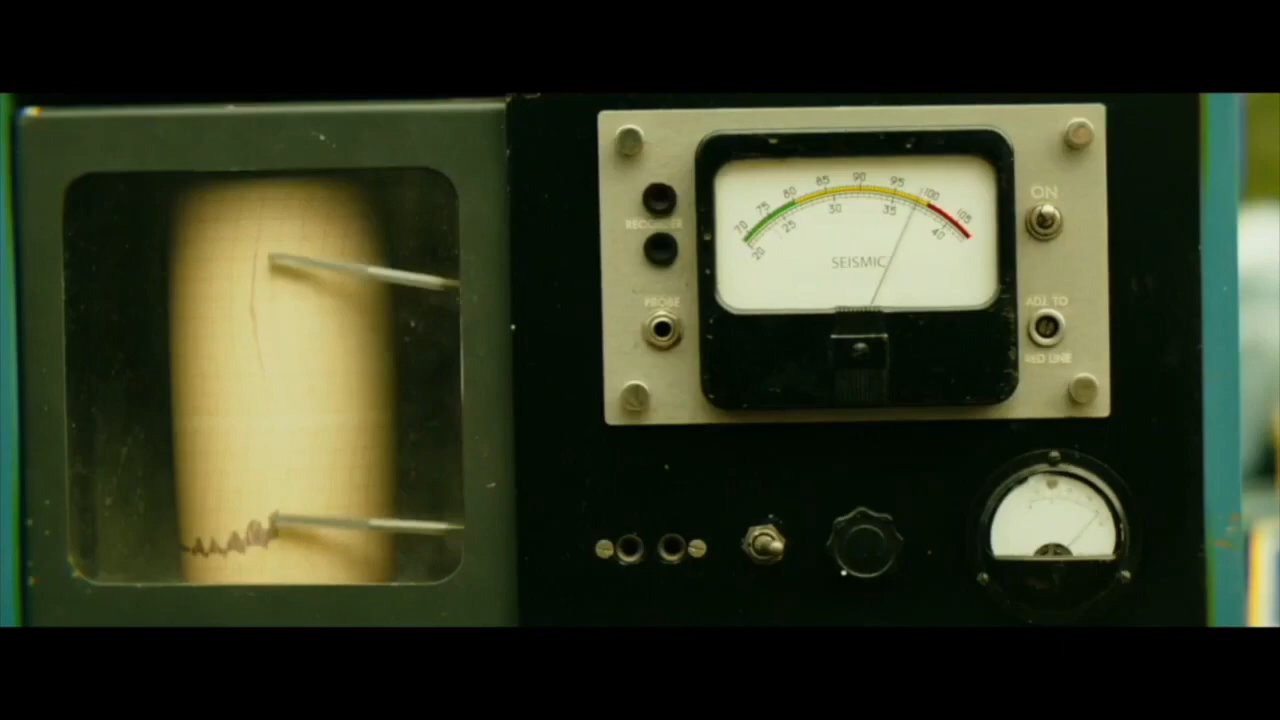 70 75 80 85 90 95 100 105
20 25 30 35 40
SEISMIC
RECORDER
PROBE
ON
ADJ. TO
RED LINE